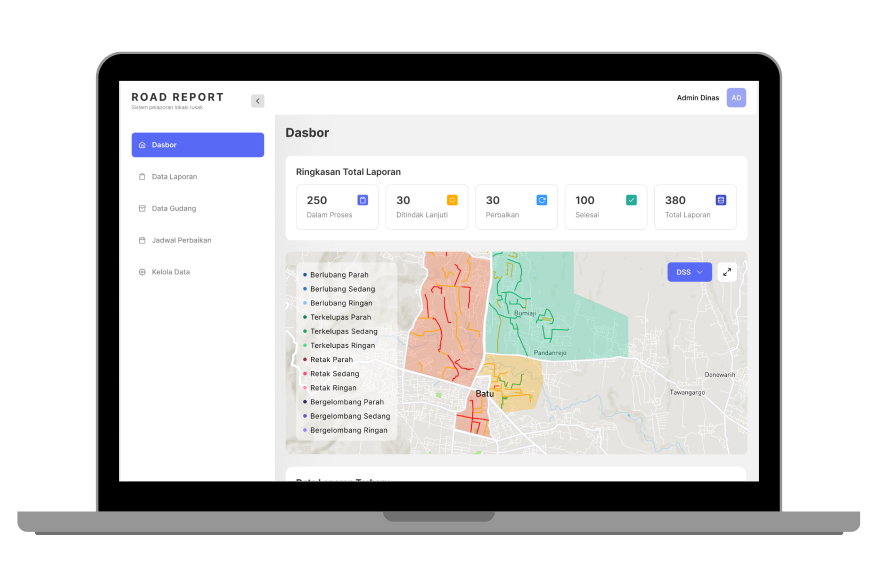 ROAD REPORT
Sistem pelaporan lokasi rusak
Admin Dinas
AD
Dasbor
Data Laporan
Data Gudang
Jadwal Perbaikan
Kelola Data
Dasbor
Ringkasan Total Laporan
250
Dalam Proses
30
Ditindak Lanjuti
30
Perbaikan
100
Selesai
380
Total Laporan
Berlubang Parah
Berlubang Sedang
Berlubang Ringan
Terkelupas Parah
Terkelupas Sedang
Terkelupas Ringan
Retak Parah
Retak Sedang
Retak Ringan
Bergelombang Parah
Bergelombang Sedang
Bergelombang Ringan
DSS
Bumiaji
Pandanrejo
Batu
Donowarih
Tawangargo